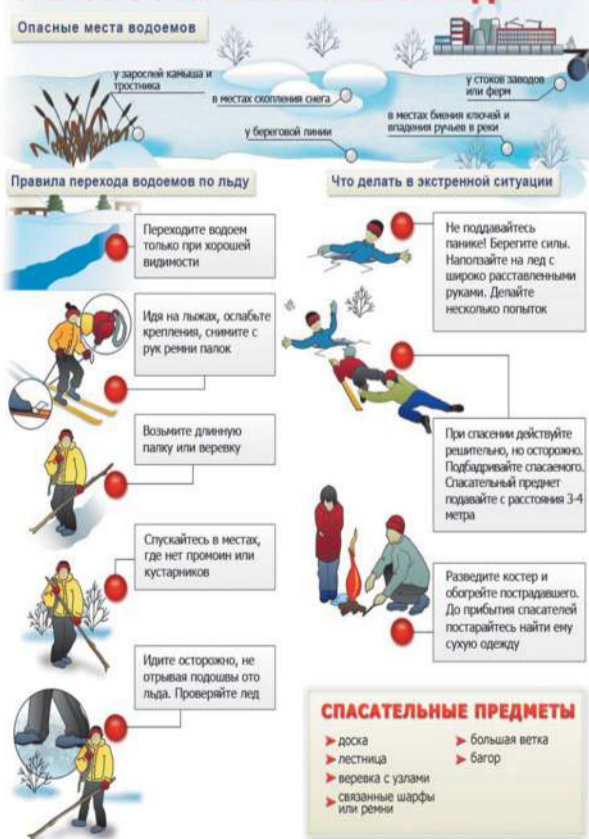 Опасные места водоемов
у зарослей камыша и
тростника
в местах скопления снега
у береговой линии
у стоков заводов
или ферм
в местах биения ключей и
впадения ручьев в реки
Правила перехода водоемов по льду
Переходите водоем
только при хорошей
видимости
Идя на лыжах, ослабьте
крепления, снимите с
рук ремни палок
Возьмите длинную
палку или веревку
Спускайтесь в местах,
где нет промоин или
кустарников
Идите осторожно, не
отрывая подошвы ото
льда. Проверяйте лед
Что делать в экстренной ситуации
Не поддавайтесь
панике! Берегите силы.
Наползайте на лед с
широко расставленными
руками. Делайте
несколько попыток
При спасении действуйте
решительно, но осторожно.
Подбадривайте спасаемого.
Спасательный предмет
подавайте с расстояния 3-4
метра
Разведите костер и
обогрейте пострадавшего.
До прибытия спасателей
постарайтесь найти ему
сухую одежду
СПАСАТЕЛЬНЫЕ ПРЕДМЕТЫ
доска
лестница
веревка с узлами
связанные шарфы
или ремни
большая ветка
багор